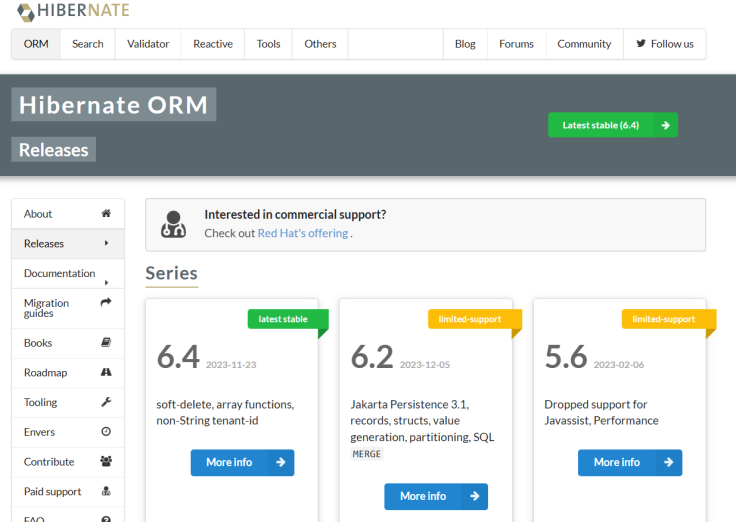 HIBERNATE
ORM Search Validator Reactive Tools Others Blog Forums Community Follow us
Hibernate ORM
Latest stable (6.4)
Releases
About
Releases
Documentation
Migration guides
Books
Roadmap
Tooling
Envers
Contribute
Paid support
FAQ
Interested in commercial support?
Check out Red Hat's offering .
Series
latest stable
6.4 2023-11-23
soft-delete, array functions,
non-String tenant-id
More info
limited-support
6.2 2023-12-05
Jakarta Persistence 3.1,
records, structs, value
generation, partitioning, SQL
MERGE
More info
limited-support
5.6 2023-02-06
Dropped support for
Javassist, Performance
More info